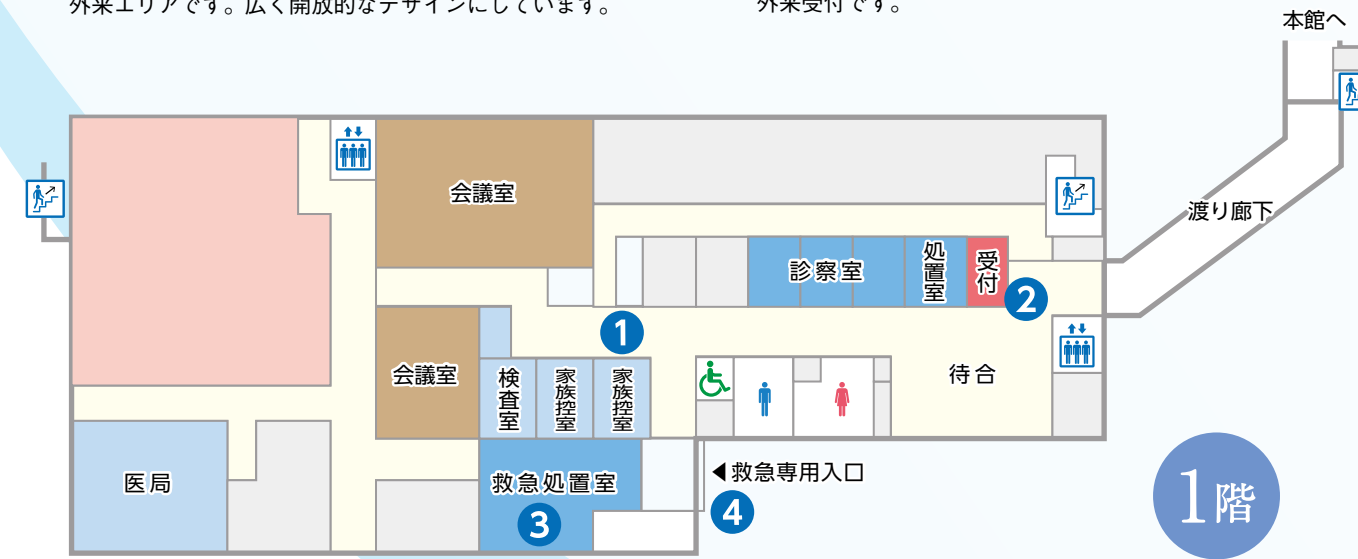 外来エリアです。広く開放的なデザインにしています。
外来受付です。
本館へ
会議室
渡り廊下
診察室
処置室
受付
2
1
会議室
検査室
家族控室
家族控室
待合
医局
救急処置室
3
◀救急専用入口
4
1階